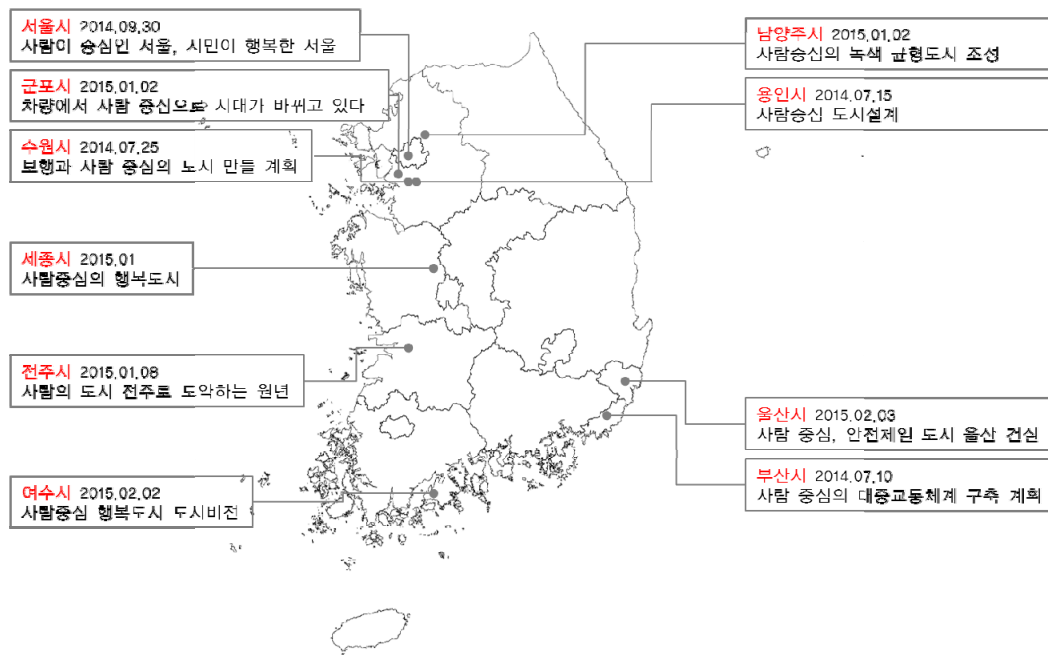 서울시 2014.09.30
사람이 중심인 서울, 시민이 행복한 서울
군포시 2015.01.02
차량에서 사람 중심으로 시대가 바뀌고 있다
수원시 2014.07.25
보행과 사람 중심의 도시 만들 계획
세종시 2015.01
사람중심의 행복도시
전주시 2015.01.08
사람의 도시 전주로 도약하는 원년
여수시 2015.02.02
사람중심 행복도시 도시비전
남양주시 2015.01.02
사람중심의 녹색 균형도시 조성
용인시 2014.07.15
사람중심 도시설계
울산시 2015.02.03
사람 중심, 안전제일 도시 울산 건설
부산시 2014.07.10
사람 중심의 대중교통체계 구축 계획